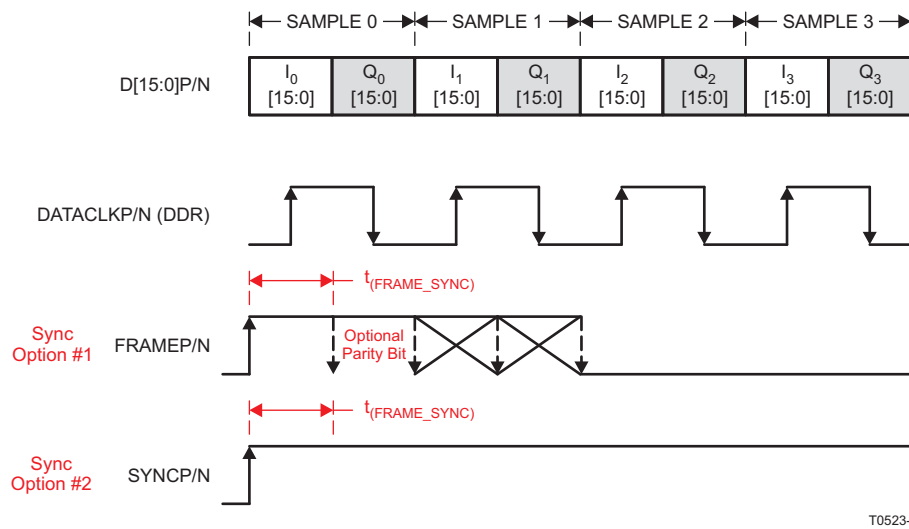 SAMPLE 0 SAMPLE 1 SAMPLE 2 SAMPLE 3
D[15:0]P/N
I0 [15:0]
Q0 [15:0]
I1 [15:0]
Q1 [15:0]
I2 [15:0]
Q2 [15:0]
I3 [15:0]
Q3 [15:0]
DATACLKP/N (DDR)
t(FRAME_SYNC)
Sync
Option #1
FRAMEP/N
Optional
Parity Bit
t(FRAME_SYNC)
Sync
Option #2
SYNCP/N
T0523-